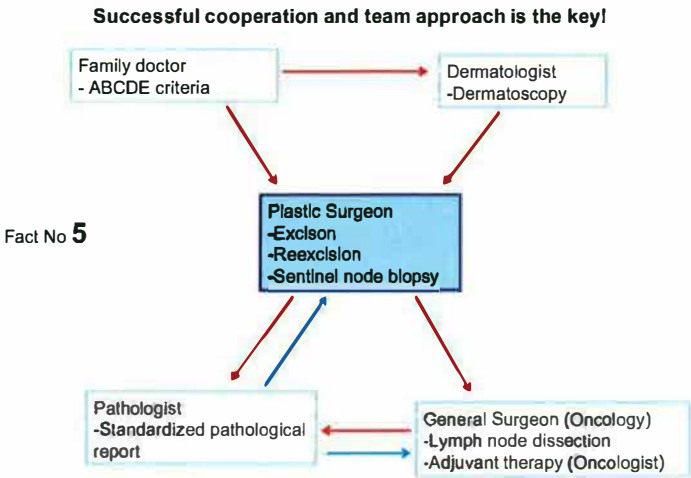 Successful cooperation and team approach is the key!
Family doctor
- ABCDE criteria
Dermatologist
-Dermatoscopy
Fact No 5
Plastic Surgeon
-Excison
-Reexcision
-Sentinel node biopsy
Pathologist
-Standardized pathological
report
General Surgeon (Oncology)
-Lymph node dissection
-Adjuvant therapy (Oncologist)